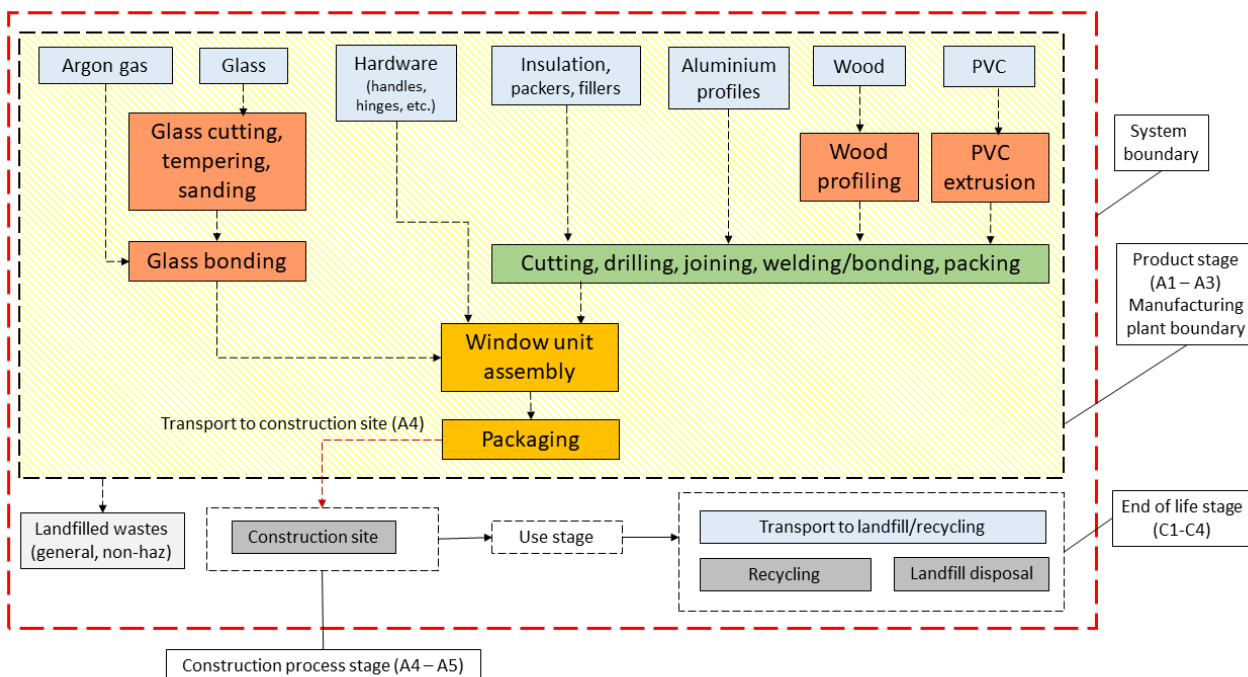 Argon gas
Glass
Hardware
(handles,
hinges, etc.)
Insulation,
packers, fillers
Aluminium
profiles
Wood
PVC
Glass cutting,
tempering,
sanding
Wood
profiling
PVC
extrusion
System
boundary
Glass bonding
Cutting, drilling, joining, welding/bonding, packing
Product stage
(A1 – A3)
Manufacturing
plant boundary
Window unit
assembly
Transport to construction site (A4)
Packaging
Landfilled wastes
(general, non-haz)
Construction site
Use stage
Transport to landfill/recycling
Recycling
Landfill disposal
End of life stage
(C1-C4)
Construction process stage (A4 – A5)